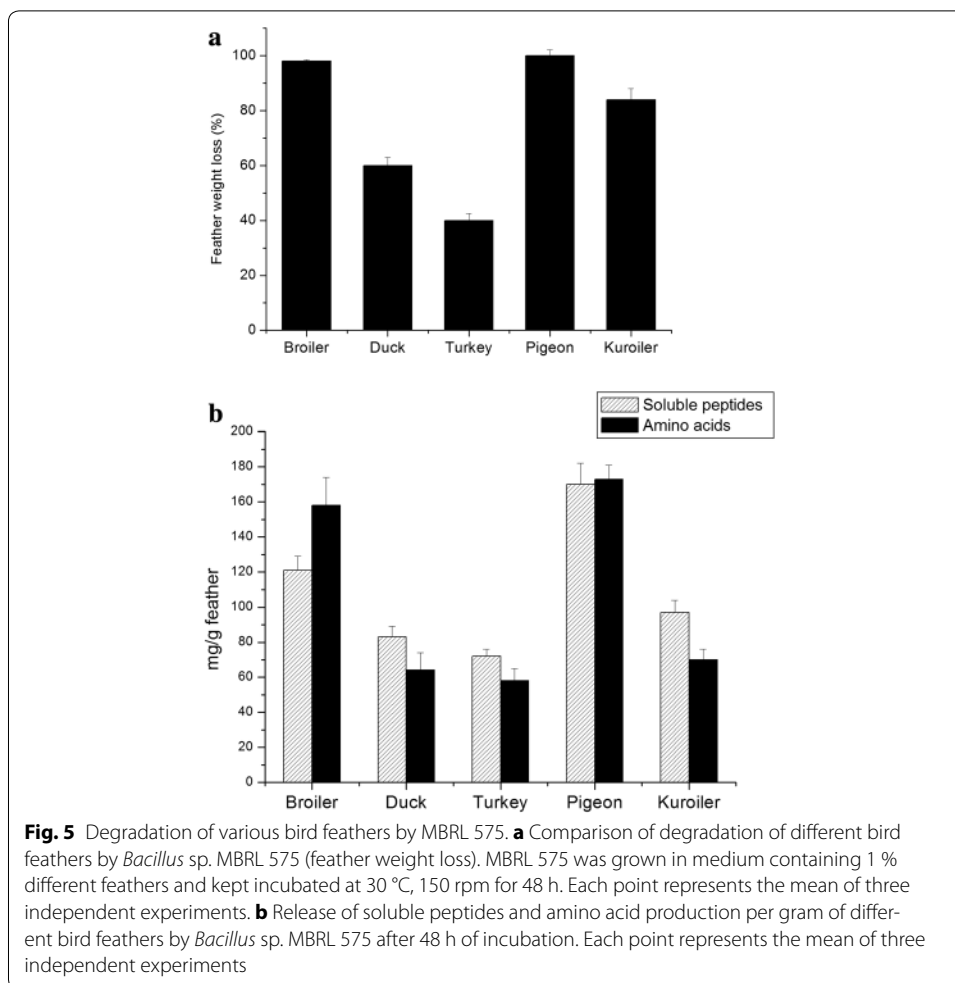 a
Feather weight loss (%)
100
80
60
40
20
0
Broiler Duck Turkey Pigeon Kuroiler
b
Soluble peptides
Amino acids
mg/g feather
200
180
160
140
120
100
80
60
40
20
0
Broiler Duck Turkey Pigeon Kuroiler
Fig. 5 Degradation of various bird feathers by MBRL 575. a Comparison of degradation of different bird
feathers by Bacillus sp. MBRL 575 (feather weight loss). MBRL 575 was grown in medium containing 1 %
different feathers and kept incubated at 30 °C, 150 rpm for 48 h. Each point represents the mean of three
independent experiments. b Release of soluble peptides and amino acid production per gram of differ-
ent bird feathers by Bacillus sp. MBRL 575 after 48 h of incubation. Each point represents the mean of three
independent experiments